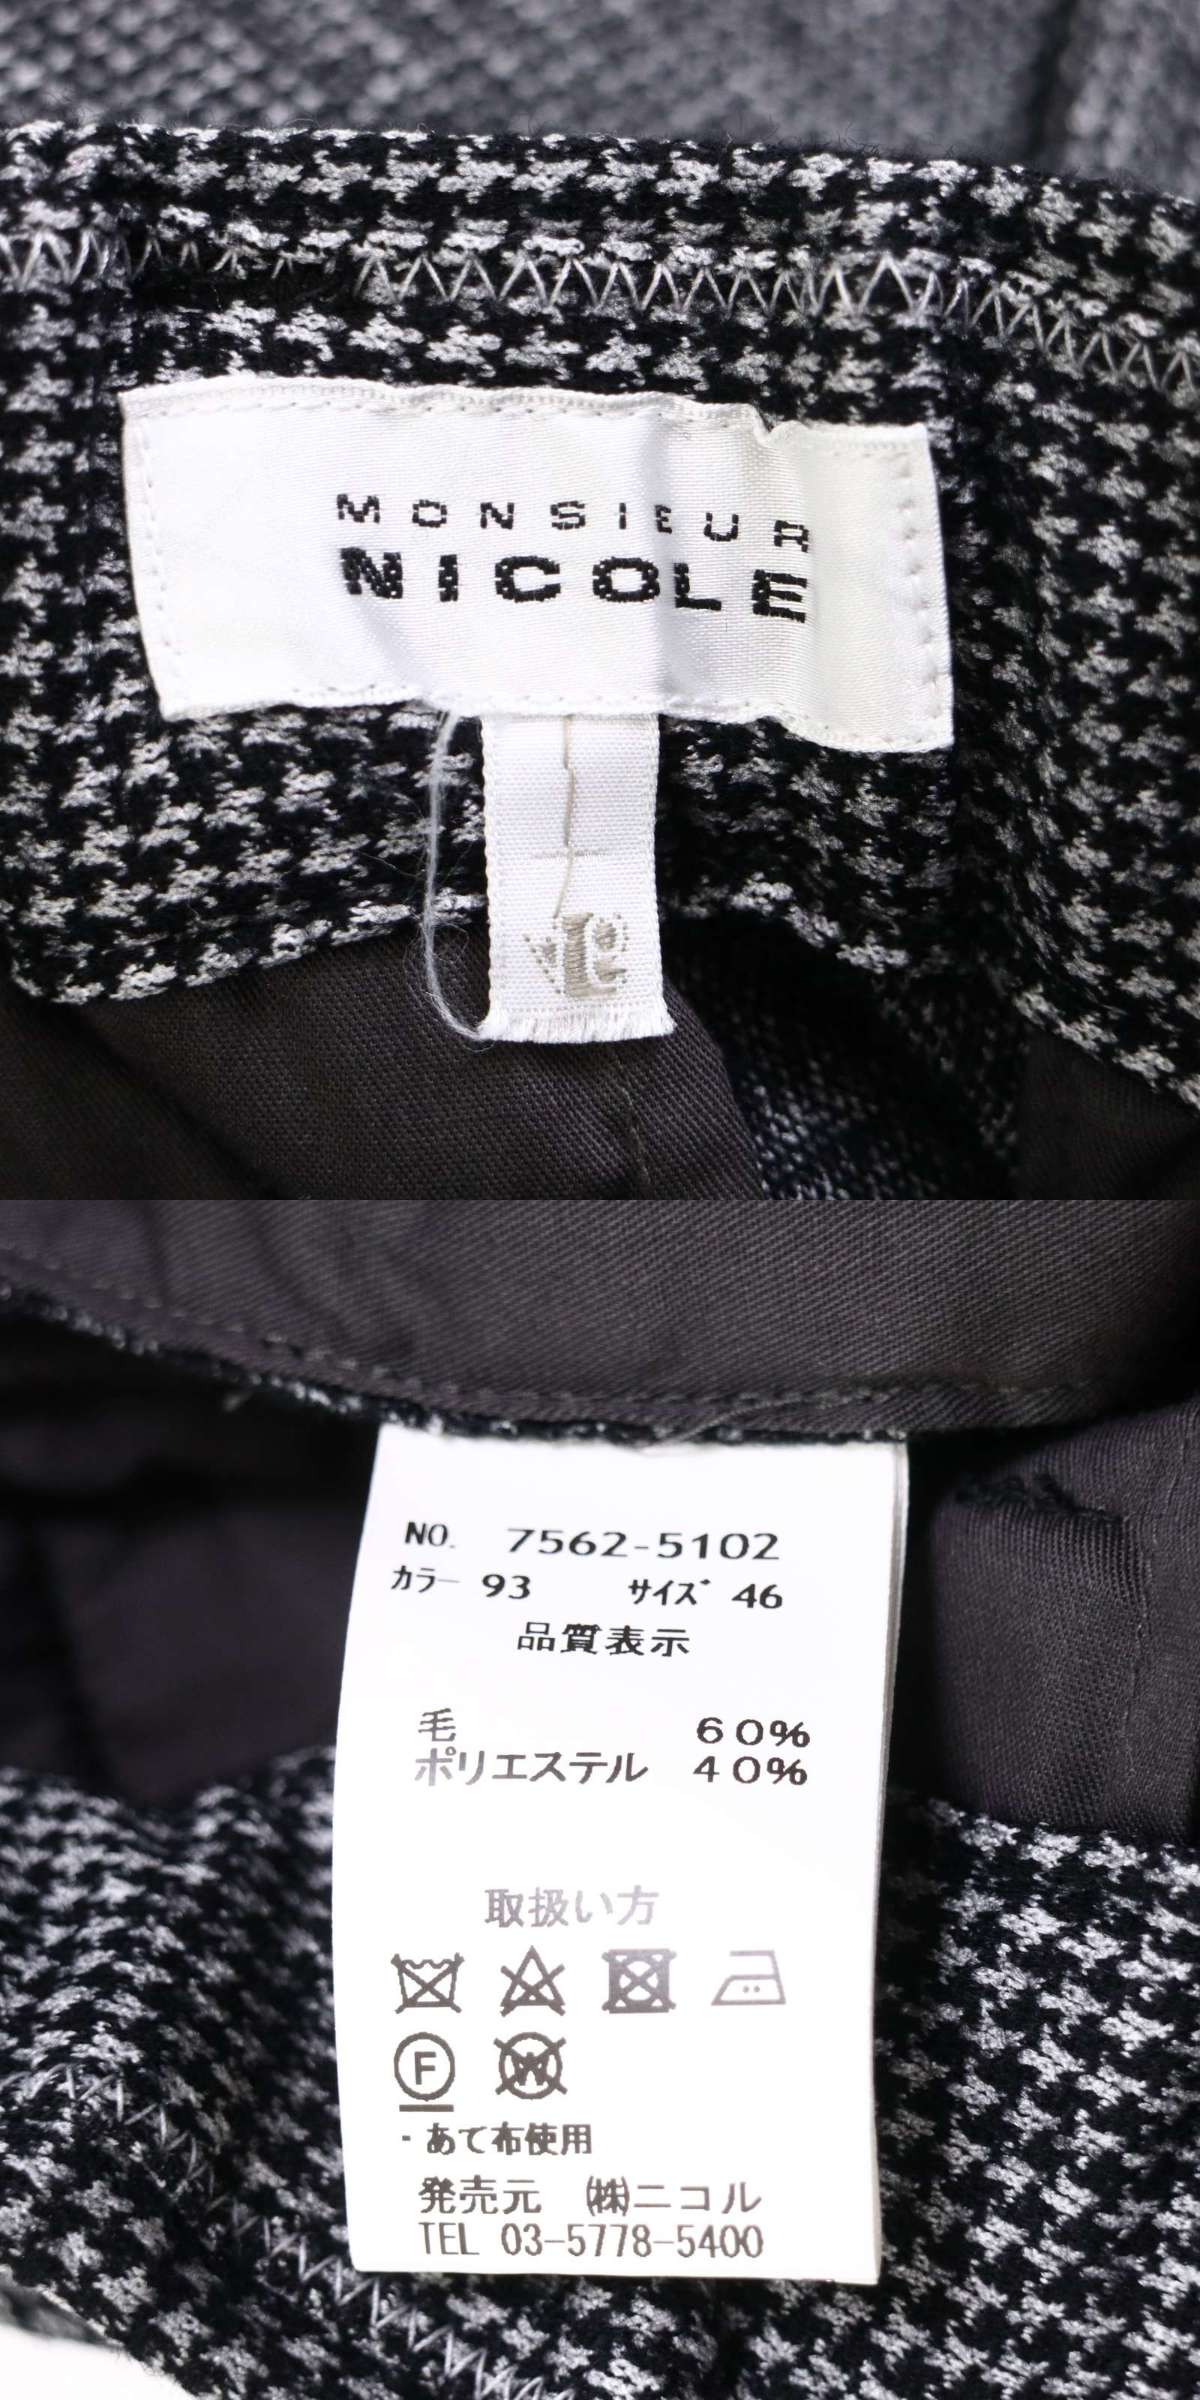 MONSIEUR
NICOLE
NO. 7562-5102
カラー 93 サイズ 46
品質表示
毛 60%
ポリエステル 40%
取扱い方
F W
・あて布使用
発売元 ㈱ニコル
TEL 03-5778-5400